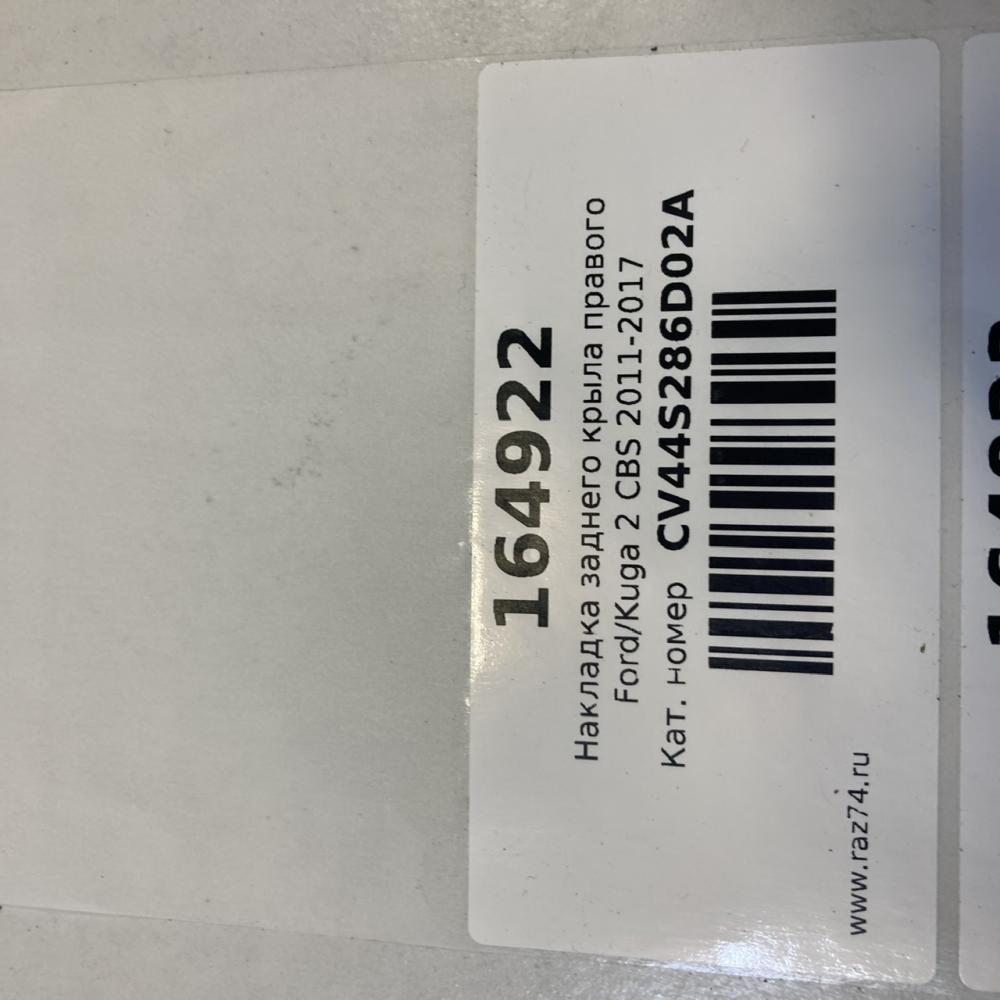 164922
Накладка заднего крыла правого
Ford/Kuga 2 CBS 2011-2017
Кат. номер CV44S286D02A
www.raz74.ru